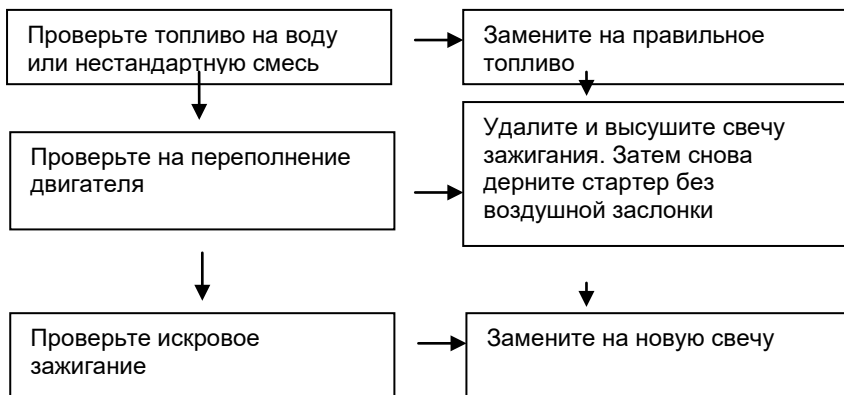 Проверьте топливо на воду
или нестандартную смесь
Замените на правильное
топливо
Проверьте на переполнение
двигателя
Удалите и высушите свечу
зажигания. Затем снова
дерните стартер без
воздушной заслонки
Проверьте искровое
зажигание
Замените на новую свечу